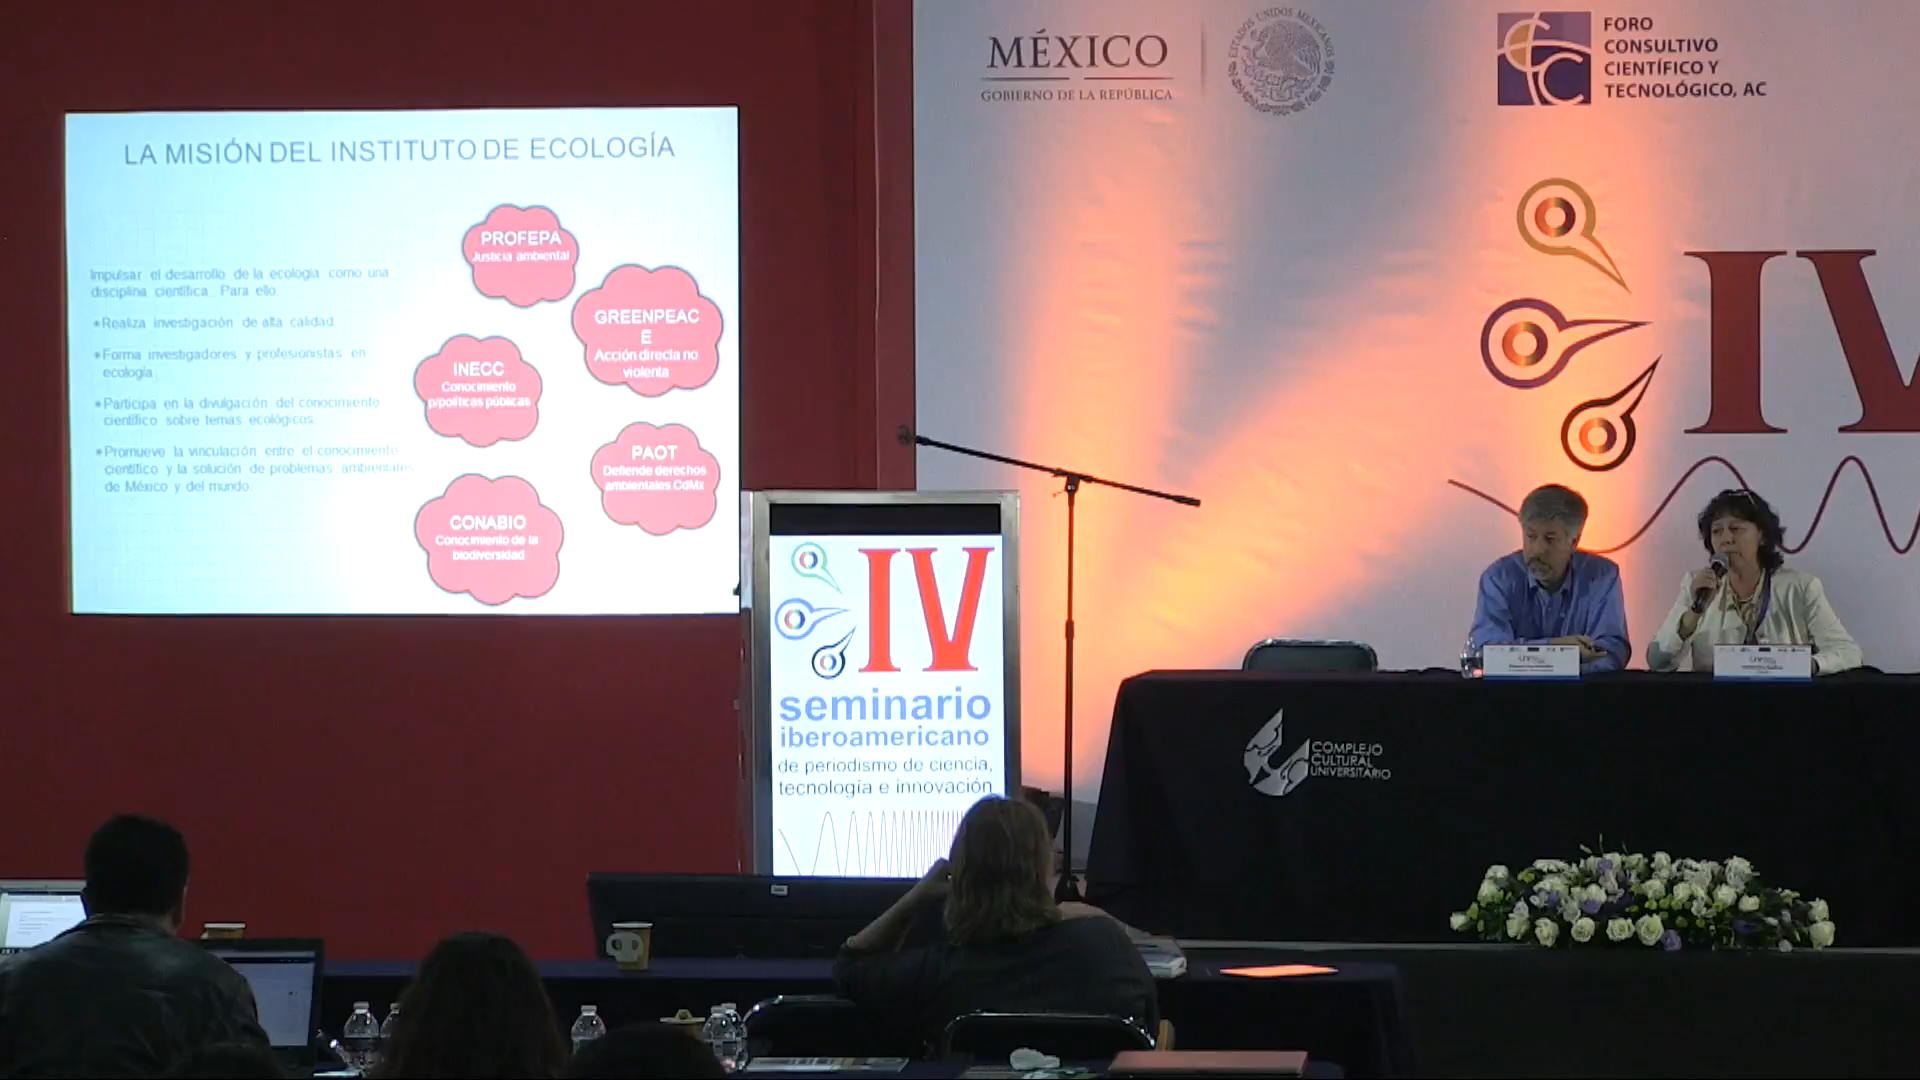 MÉXICO
GOBIERNO DE LA REPÚBLICA
ESTADOS UNIDOS MEXICANOS
FORO
CONSULTIVO
CIENTÍFICO Y
TECNOLÓGICO, AC
IV
LA MISIÓN DEL INSTITUTO DE ECOLOGÍA
Impulsar el desarrollo de la ecología como una
disciplina científica. Para ello:
•Realiza investigación de alta calidad
•Forma investigadores y profesionistas en
ecología.
•Participa en la divulgación del conocimiento
científico sobre temas ecológicos.
•Promueve la vinculación entre el conocimiento
científico y la solución de problemas ambientales
de México y del mundo.
PROFEPA
Justicia ambiental
GREENPEAC
E
Acción directa no
violenta
INECC
Conocimiento
p/políticas públicas
PAOT
Defiende derechos
ambientales CdMx
CONABIO
Conocimiento de la
biodiversidad
IV
seminario
iberoamericano
de periodismo de ciencia,
tecnología e innovación
COMPLEJO
CULTURAL
UNIVERSITARIO